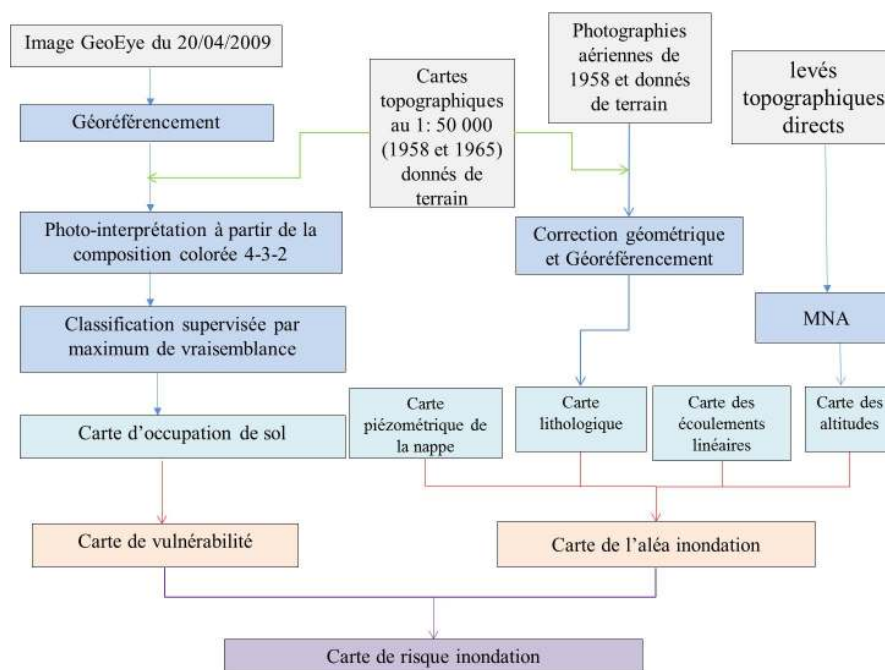 Image GeoEye du 20/04/2009
Photographies
aériennes de
1958 et donnés
de terrain
Cartes
topographiques
au 1: 50 000
(1958 et 1965)
donnés de
terrain
levés
topographiques
directs
Géoréférencement
Photo-interprétation à partir de la
composition colorée 4-3-2
Correction géométrique
et Géoréférencement
Classification supervisée par
maximum de vraisemblance
MNA
Carte d'occupation de sol
Carte
piézométrique de
la nappe
Carte
lithologique
Carte des
écoulements
linéaires
Carte des
altitudes
Carte de vulnérabilité
Carte de l'aléa inondation
Carte de risque inondation